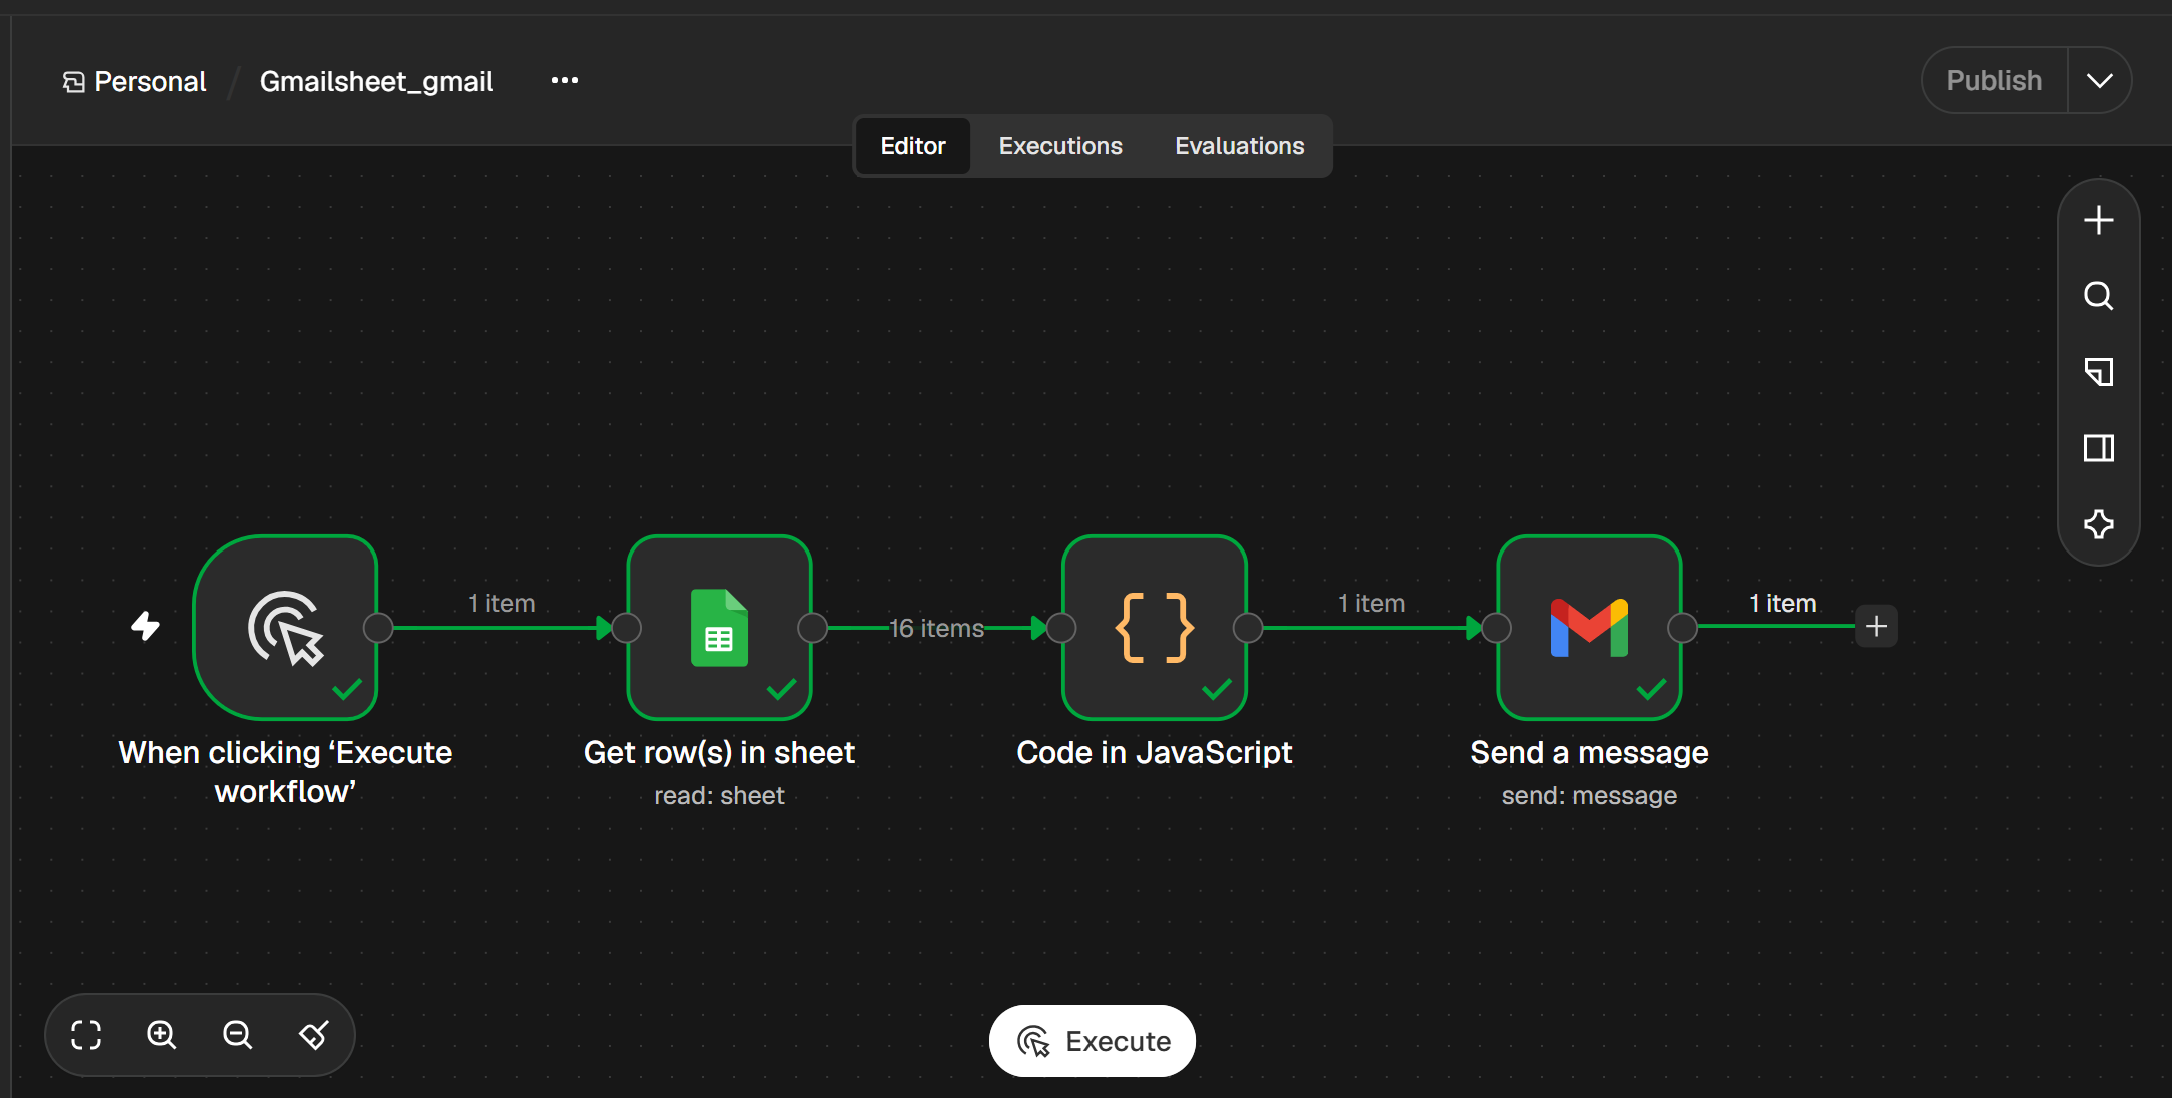 Personal / Gmailsheet_gmail ...
Publish
Editor Executions Evaluations
1 item 16 items 1 item 1 item
When clicking ‘Execute
workflow’
Get row(s) in sheet
read: sheet
Code in JavaScript
Send a message
send: message
Execute